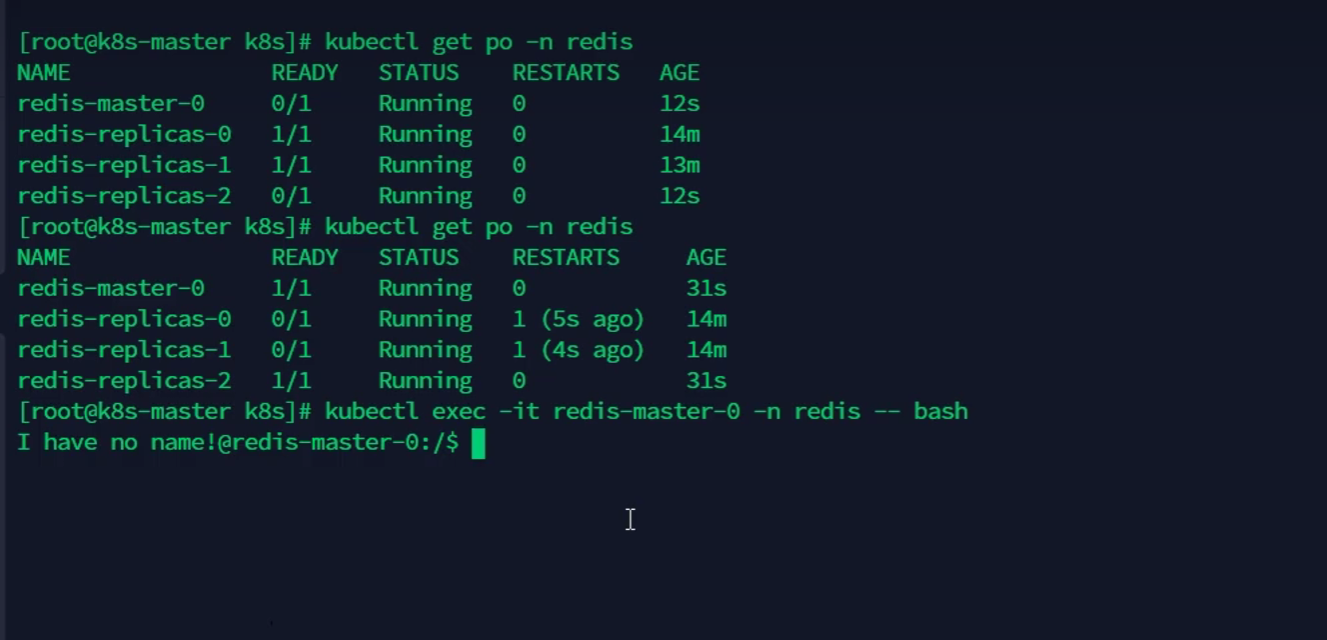 [root@k8s-master k8s]# kubectl get po -n redis
NAME READY STATUS RESTARTS AGE
redis-master-0 0/1 Running 0 12s
redis-replicas-0 1/1 Running 0 14m
redis-replicas-1 1/1 Running 0 13m
redis-replicas-2 0/1 Running 0 12s
[root@k8s-master k8s]# kubectl get po -n redis
NAME READY STATUS RESTARTS AGE
redis-master-0 1/1 Running 0 31s
redis-replicas-0 0/1 Running 1 (5s ago) 14m
redis-replicas-1 0/1 Running 1 (4s ago) 14m
redis-replicas-2 1/1 Running 0 31s
[root@k8s-master k8s]# kubectl exec -it redis-master-0 -n redis -- bash
I have no name!@redis-master-0:/$